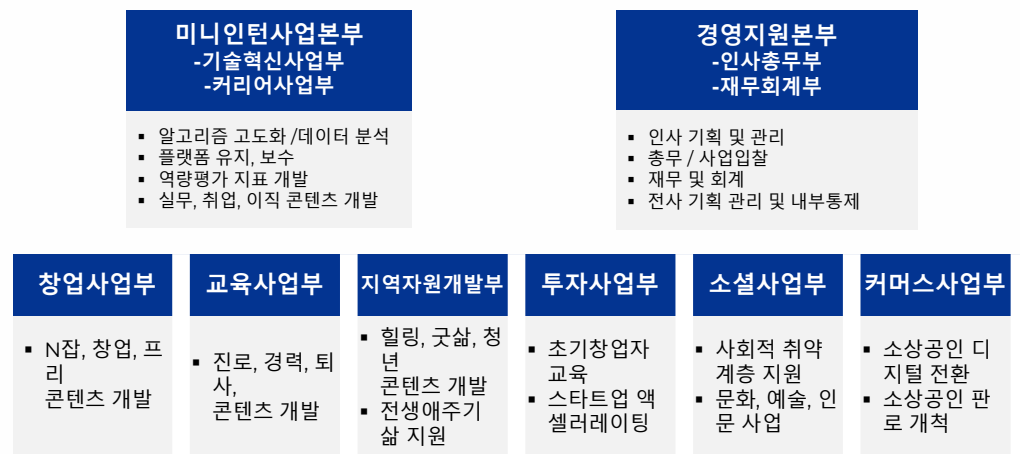 미니인턴사업본부
-기술혁신사업부
-커리어사업부
▪ 알고리즘 고도화 /데이터 분석
▪ 플랫폼 유지, 보수
▪ 역량평가 지표 개발
▪ 실무, 취업, 이직 콘텐츠 개발
경영지원본부
-인사총무부
-재무회계부
▪ 인사 기획 및 관리
▪ 총무 / 사업입찰
▪ 재무 및 회계
▪ 전사 기획 관리 및 내부통제
창업사업부
▪ N잡, 창업, 프
리
콘텐츠 개발
교육사업부
▪ 진로, 경력, 퇴
사,
콘텐츠 개발
지역자원개발부
▪ 힐링, 굿삶, 청
년
콘텐츠 개발
▪ 전생애주기
삶 지원
투자사업부
▪ 초기창업자
교육
▪ 스타트업 액
셀러레이팅
소셜사업부
▪ 사회적 취약
계층 지원
▪ 문화, 예술, 인
문 사업
커머스사업부
▪ 소상공인 디
지털 전환
▪ 소상공인 판
로 개척